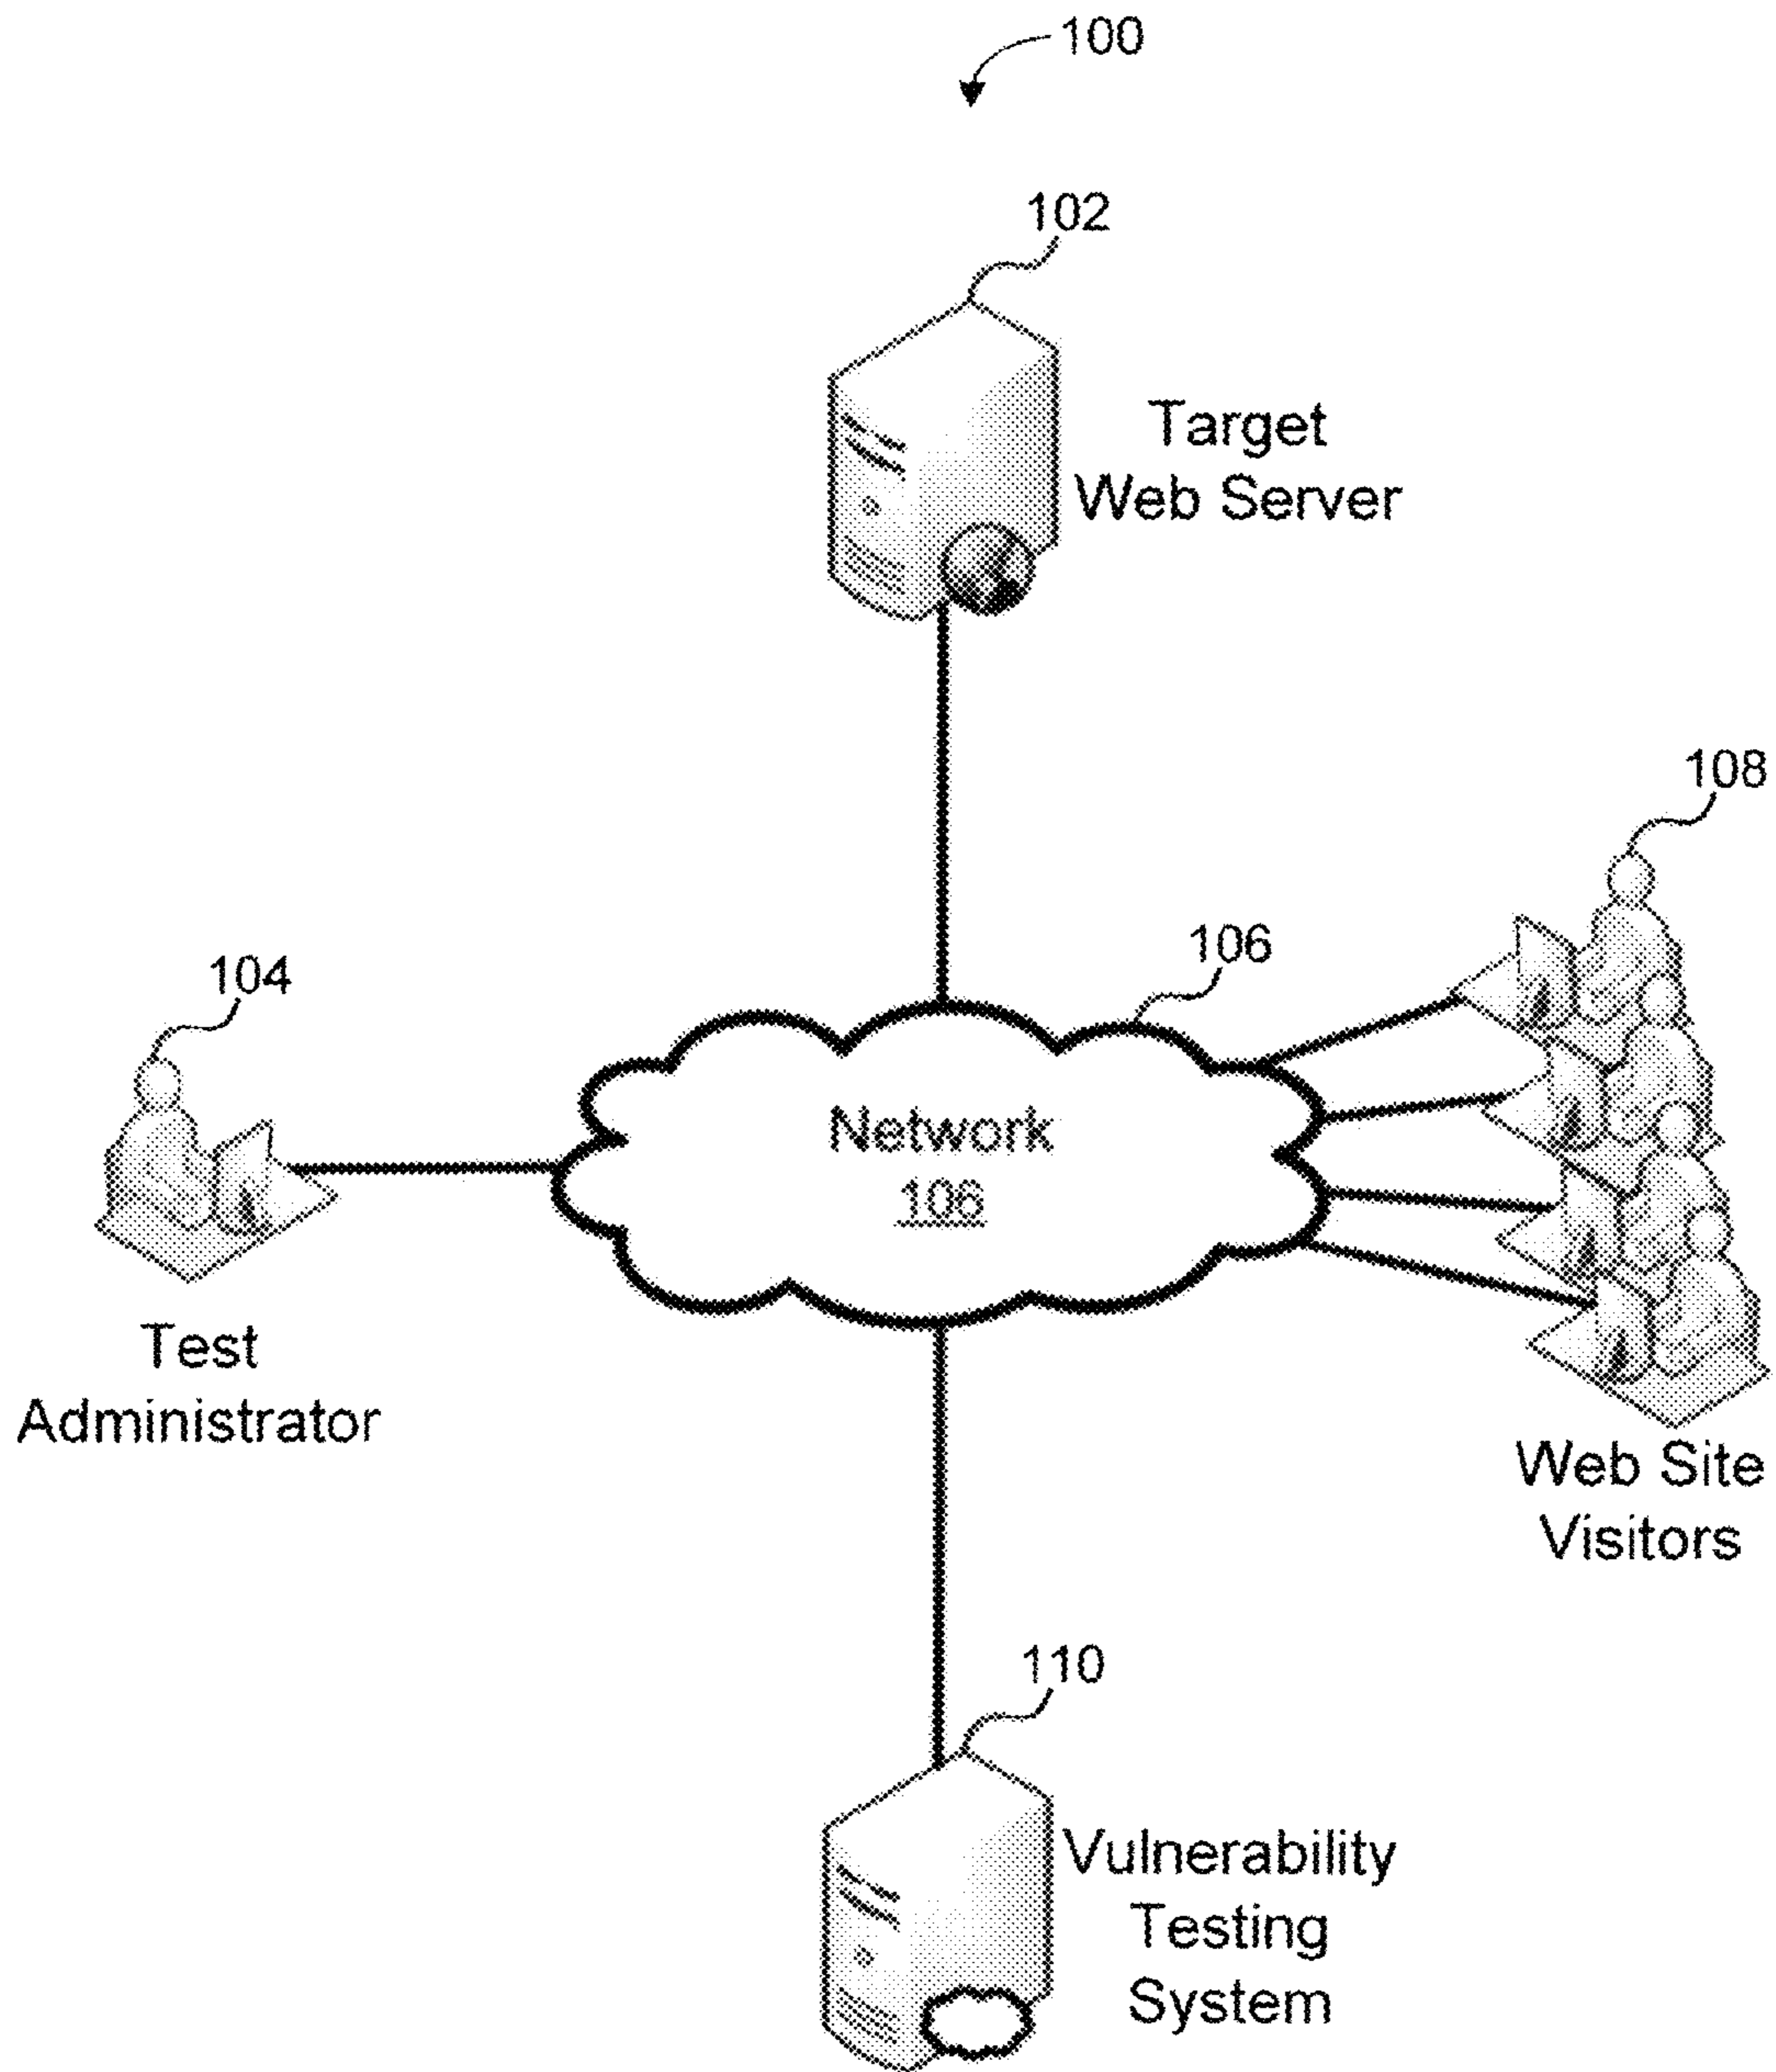 100
102
Target
Web Server
108
106
104
Network
106
Test
Administrator
Web Site
Visitors
110
Vulnerability
Testing
System